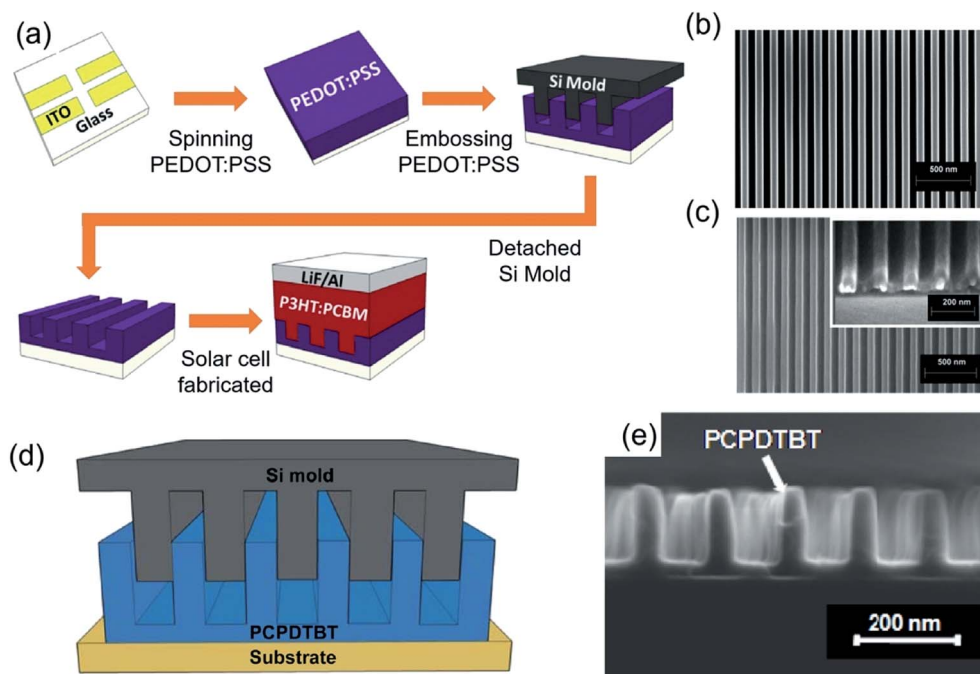 (a)
ITO
Glass
Spinning
PEDOT:PSS
PEDOT:PSS
Embossing
PEDOT:PSS
Si Mold
Detached
Si Mold
Solar cell
fabricated
LiF/Al
P3HT:PCBM
(b)
500 nm
(c)
200 nm
500 nm
(d)
Si mold
PCPDTBT
Substrate
(e)
PCPDTBT
200 nm